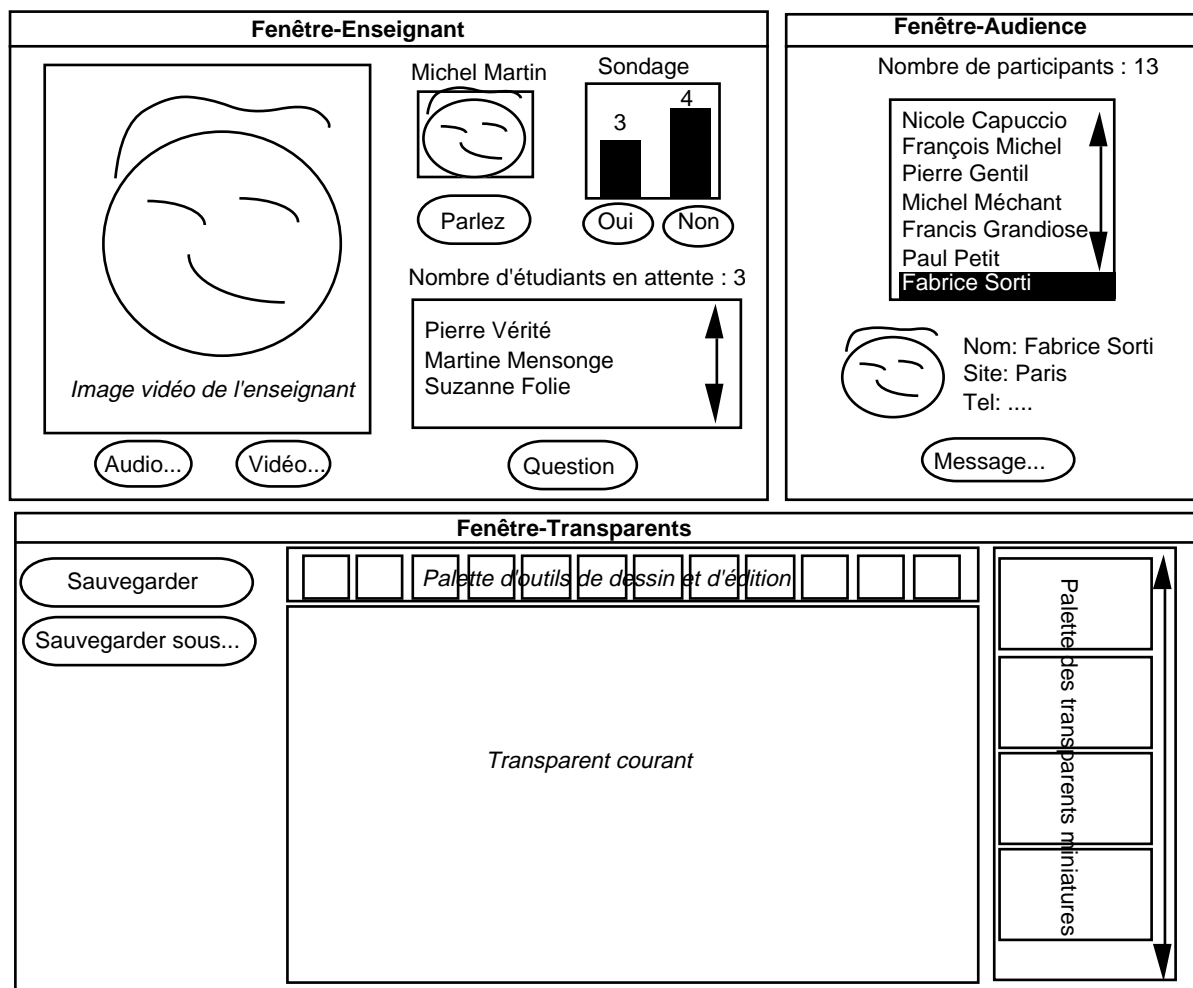 Fenêtre-Enseignant
Michel Martin
Sondage
3
4
Parlez
Oui
Non
Nombre d'étudiants en attente : 3
Pierre Vérité
Martine Mensonge
Suzanne Folie
Image vidéo de l'enseignant
Audio...
Vidéo...
Question
Fenêtre-Audience
Nombre de participants : 13
Nicole Capuccio
François Michel
Pierre Gentil
Michel Méchant
Francis Grandiose
Paul Petit
Fabrice Sorti
Nom: Fabrice Sorti
Site: Paris
Tel: ....
Message...
Fenêtre-Transparents
Sauvegarder
Sauvegarder sous...
Palette d'outils de dessin et d'édition
Transparent courant
Palette des transparents miniatures